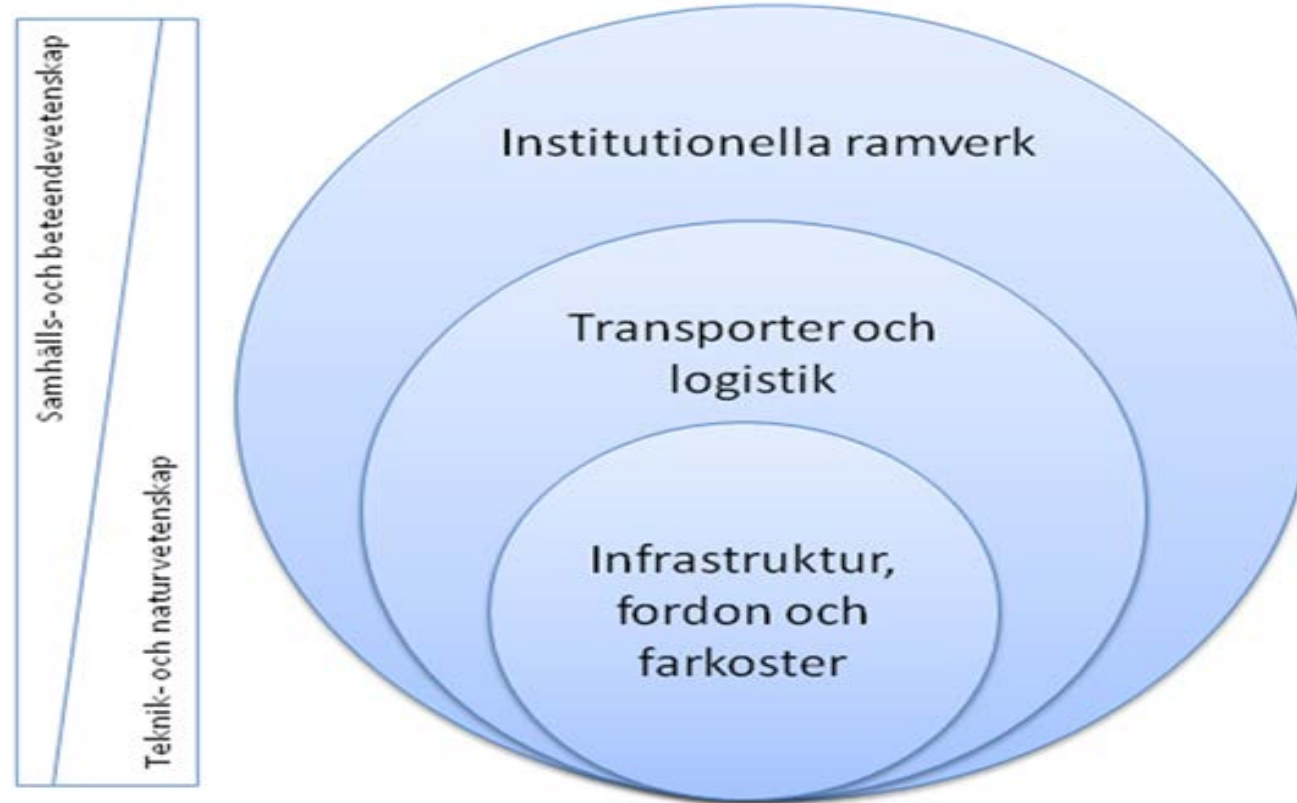 Samhälls- och beteendevetenskap
Teknik- och naturvetenskap
Institutionella ramverk
Transporter och
logistik
Infrastruktur,
fordon och
farkoster